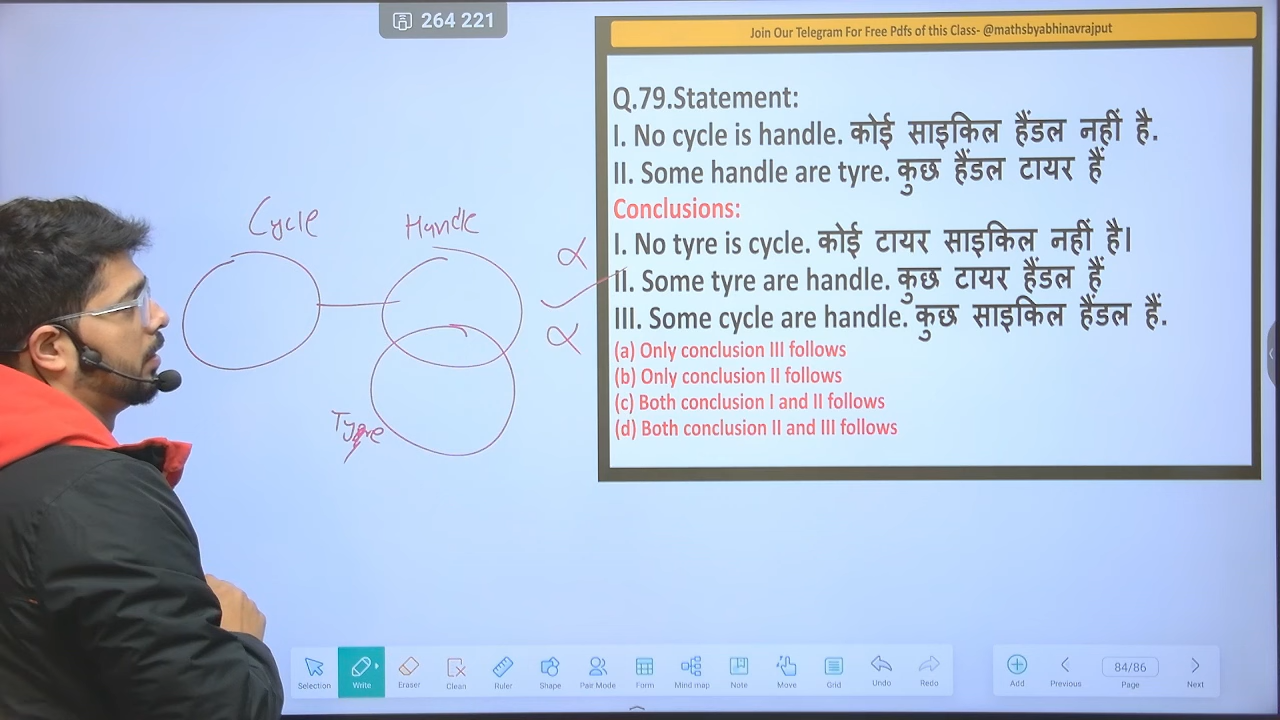 264 221
Join Our Telegram For Free Pdfs of this Class- @mathsbyabhinavrajput
Q.79.Statement:
I. No cycle is handle. कोई साइकिल हैंडल नहीं है.
II. Some handle are tyre. कुछ हैंडल टायर हैं
Conclusions:
I. No tyre is cycle. कोई टायर साइकिल नहीं है।
II. Some tyre are handle. कुछ टायर हैंडल हैं
III. Some cycle are handle. कुछ साइकिल हैंडल हैं.
(a) Only conclusion III follows
(b) Only conclusion II follows
(c) Both conclusion I and II follows
(d) Both conclusion II and III follows
Cycle
Handle
Tyre
Selection
Write
Eraser
Clean
Ruler
Shape
Pair Mode
Form
Mind map
Note
Move
Grid
Undo
Redo
Add
Previous
84/86
Page
Next